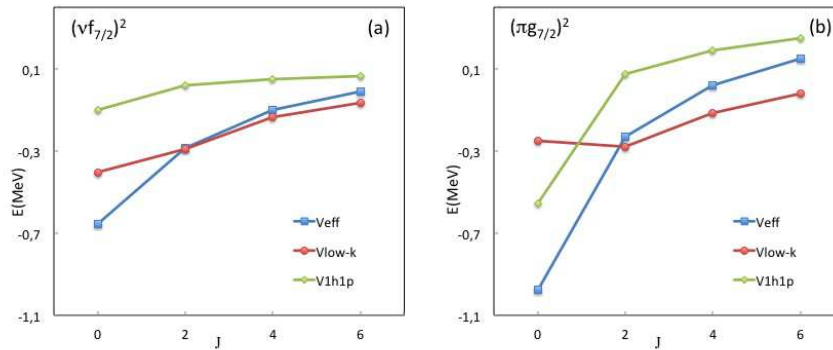 (νf7/2)²
(a)
0,1
-0,3
-0,7
-1,1
E(MeV)
Veff
Vlow-k
V1h1p
0 2 4 6
J
(πg7/2)²
(b)
0,1
-0,3
-0,7
-1,1
E(MeV)
Veff
Vlow-k
V1h1p
0 2 4 6
J